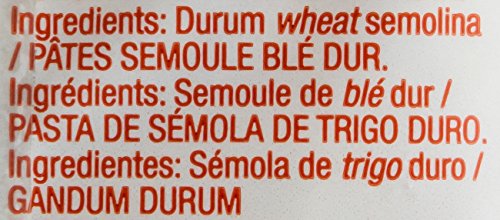 Ingredients: Durum wheat semolina
/ PÂTES SEMOULE BLÉ DUR.
Ingrédients: Semoule de blé dur /
PASTA DE SÉMOLA DE TRIGO DURO.
Ingredientes: Sémola de trigo duro /
GANDUM DURUM